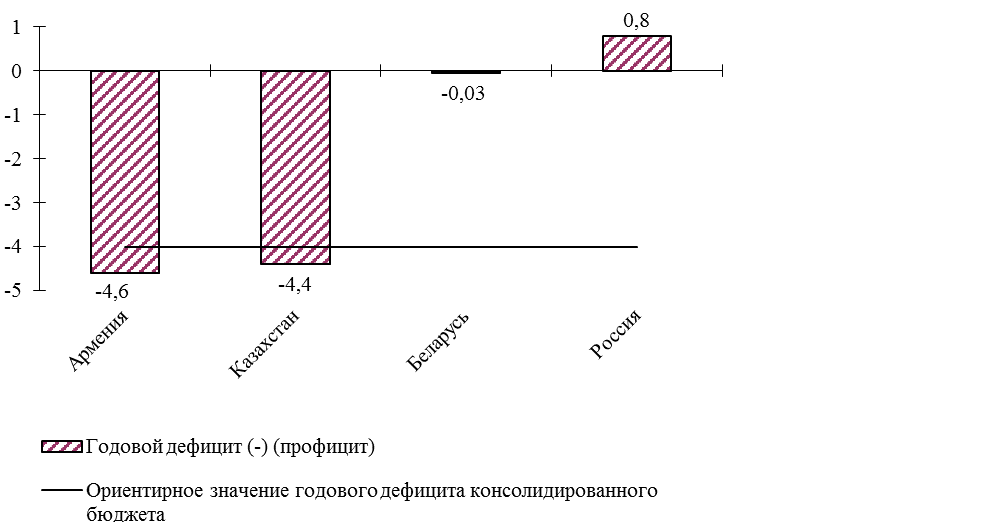 1
0,8
0
-0,03
-1
-2
-3
-4
-5
-4,6
-4,4
Армения
Казахстан
Беларусь
Россия
Годовой дефицит (-) (профицит)
Ориентирное значение годового дефицита консолидированного
бюджета